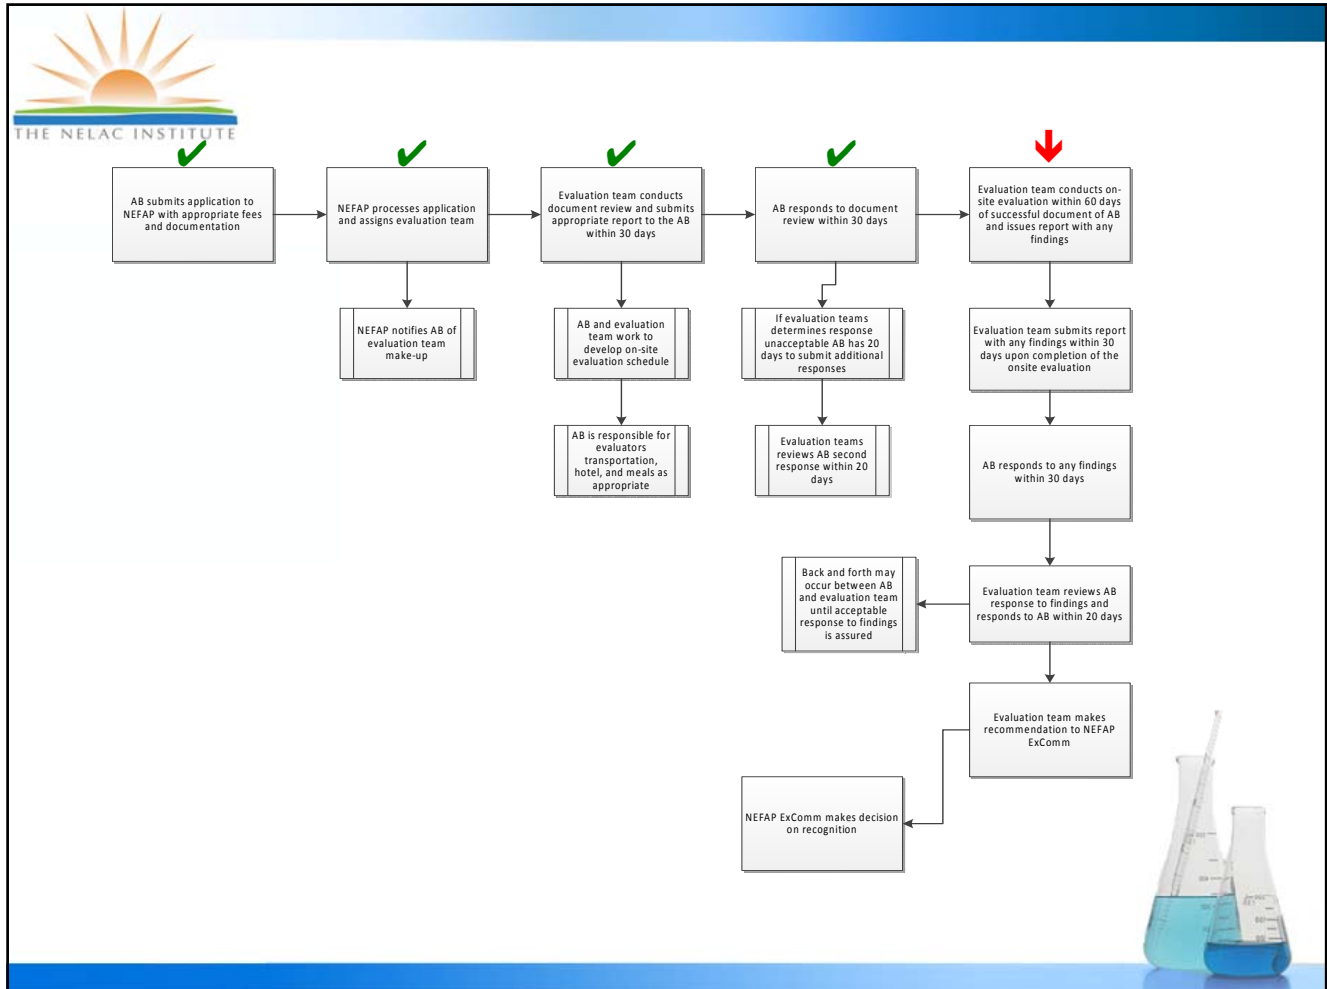 THE NELAC INSTITUTE
AB submits application to
NEFAP with appropriate fees
and documentation
NEFAP processes application
and assigns evaluation team
Evaluation team conducts
document review and submits
appropriate report to the AB
within 30 days
AB responds to document
review within 30 days
Evaluation team conducts on-
site evaluation within 60 days
of successful document of AB
and issues report with any
findings
NEFAP notifies AB of
evaluation team
make-up
AB and evaluation
team work to
develop on-site
evaluation schedule
If evaluation teams
determines response
unacceptable AB has 20
days to submit additional
responses
Evaluation team submits report
with any findings within 30
days upon completion of the
onsite evaluation
AB is responsible for
evaluators
transportation,
hotel, and meals as
appropriate
Evaluation teams
reviews AB second
response within 20
days
AB responds to any findings
within 30 days
Back and forth may
occur between AB
and evaluation team
until acceptable
response to findings
is assured
Evaluation team reviews AB
response to findings and
responds to AB within 20 days
Evaluation team makes
recommendation to NEFAP
ExComm
NEFAP ExComm makes decision
on recognition